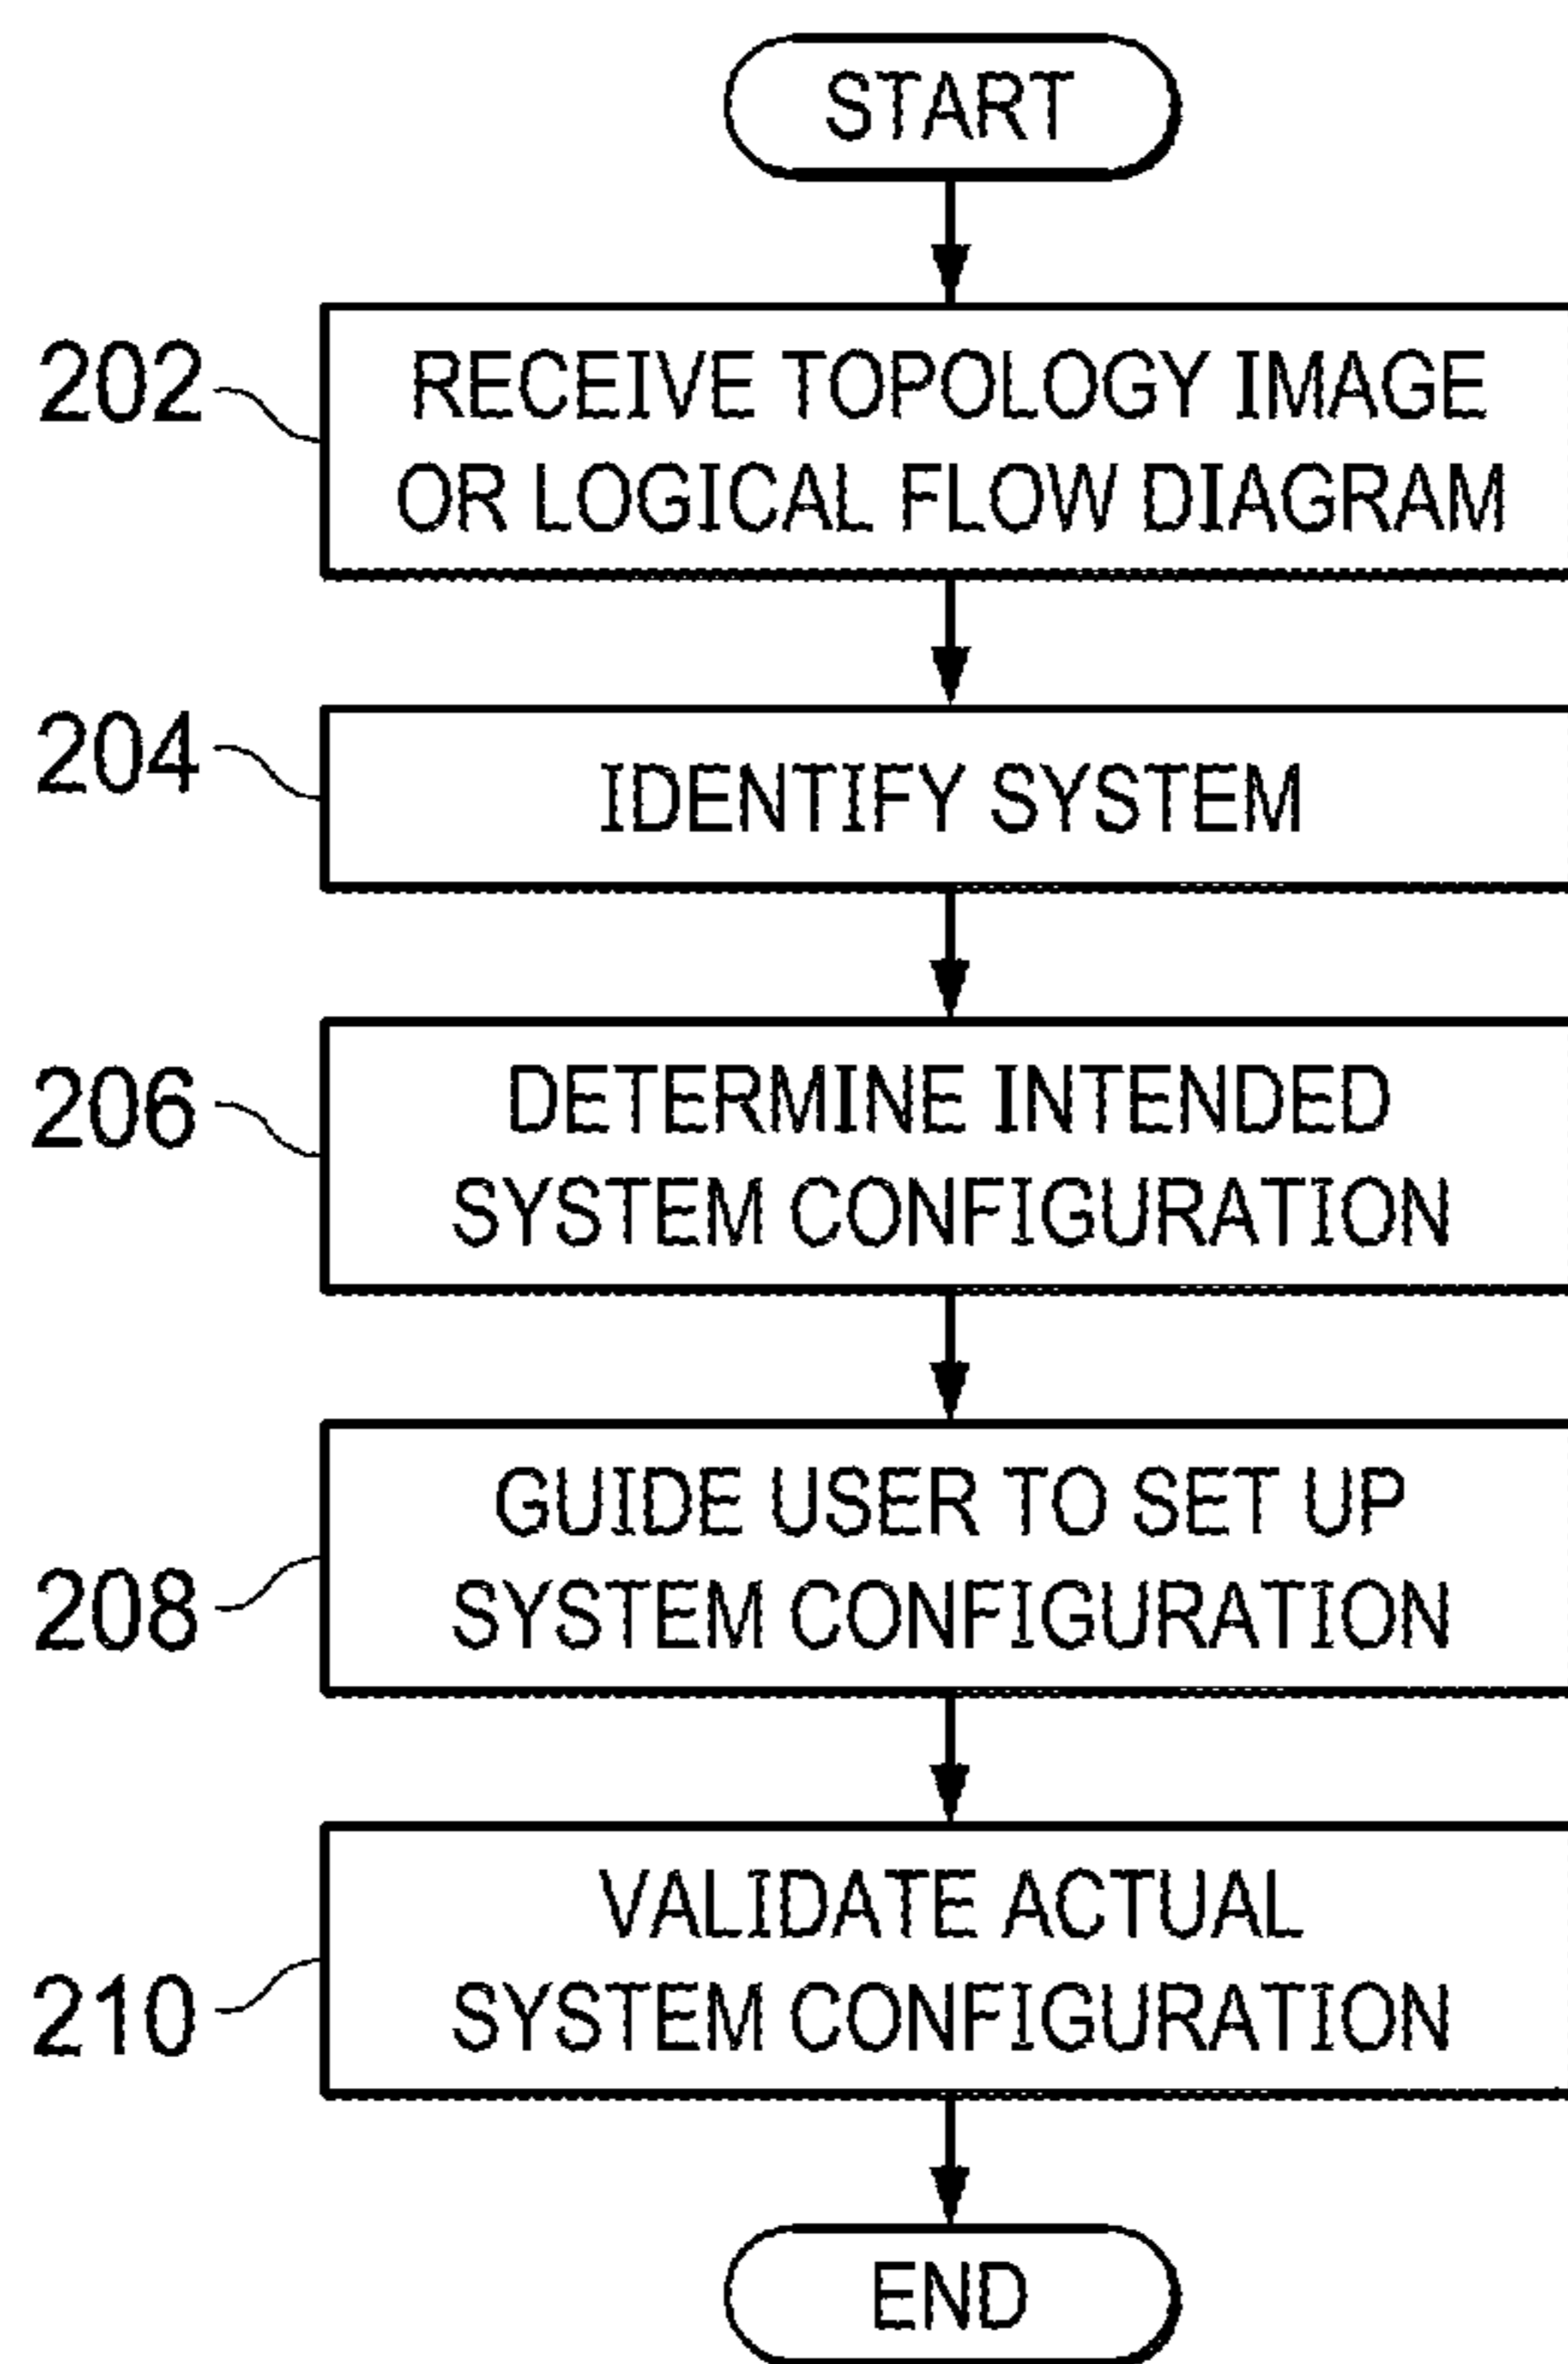 START
202
RECEIVE TOPOLOGY IMAGE
OR LOGICAL FLOW DIAGRAM
204
IDENTIFY SYSTEM
206
DETERMINE INTENDED
SYSTEM CONFIGURATION
208
GUIDE USER TO SET UP
SYSTEM CONFIGURATION
210
VALIDATE ACTUAL
SYSTEM CONFIGURATION
END